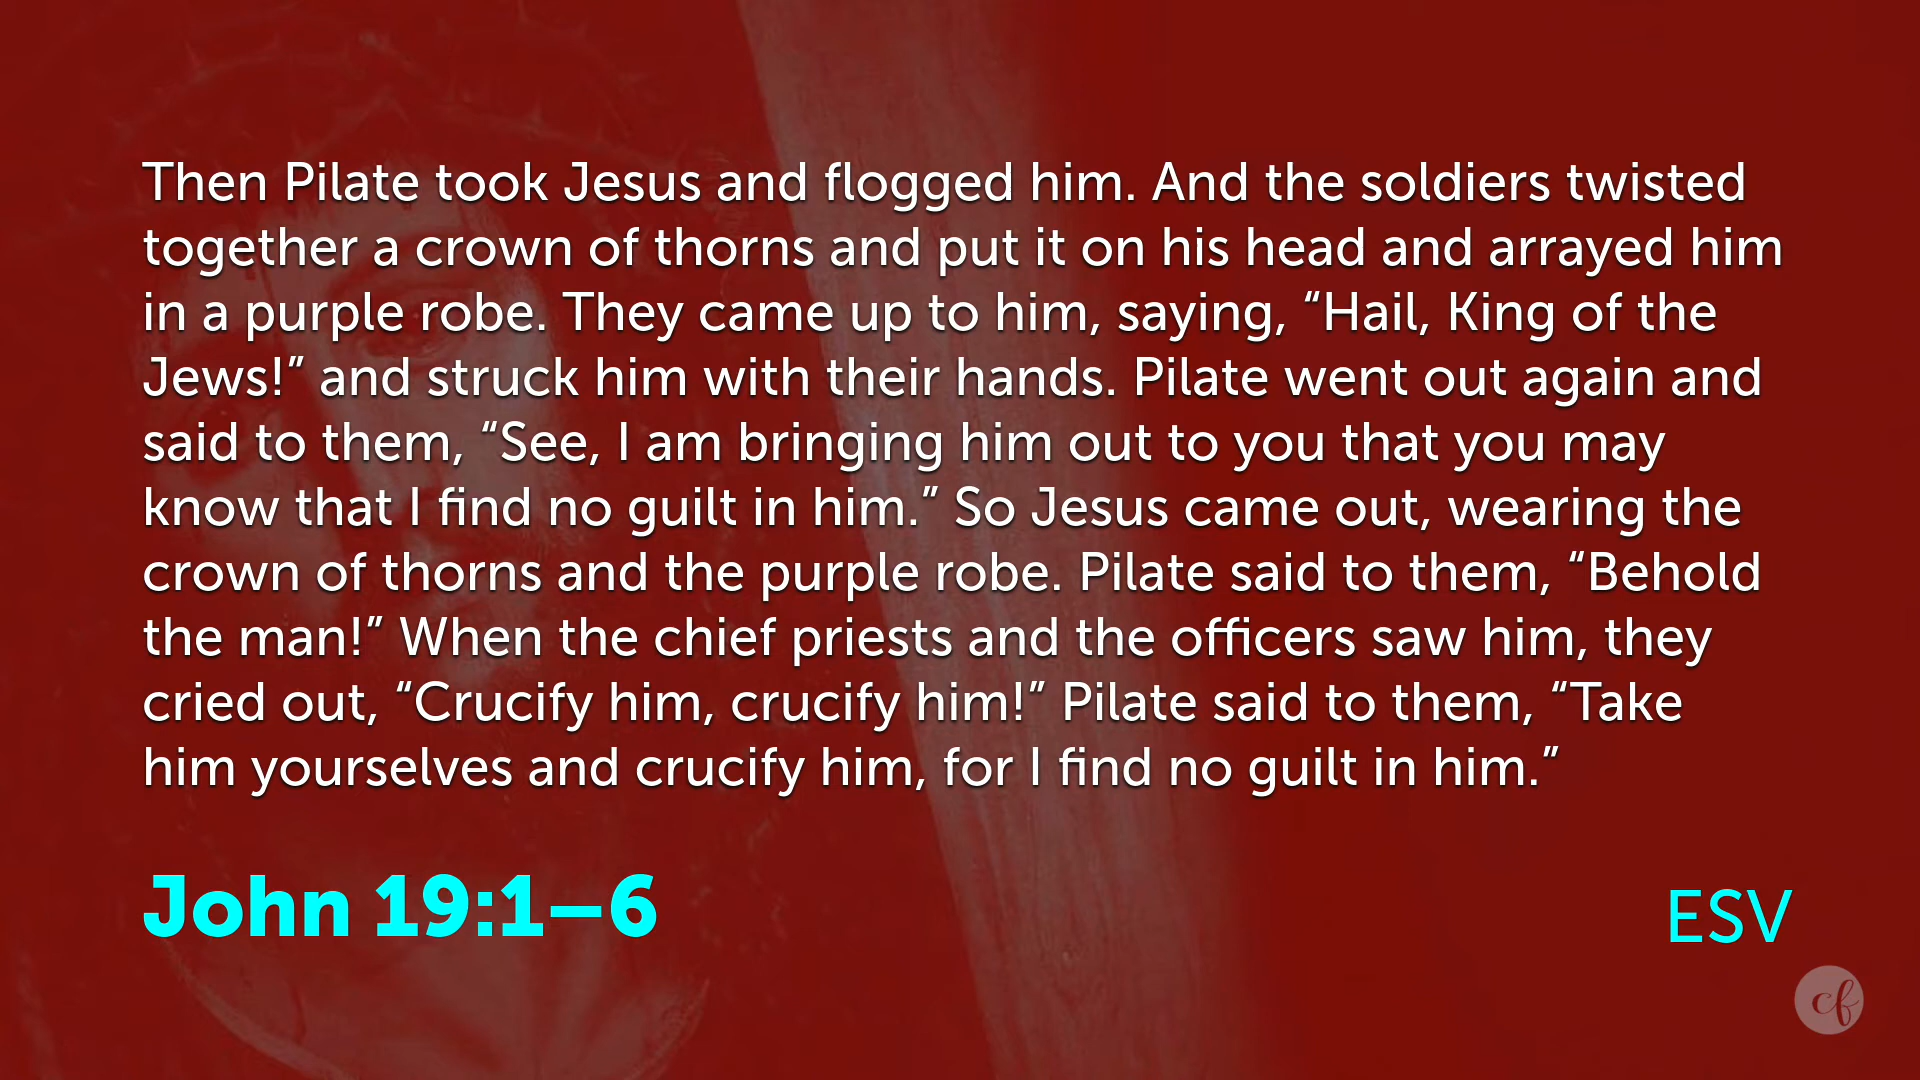 Then Pilate took Jesus and flogged him. And the soldiers twisted
together a crown of thorns and put it on his head and arrayed him
in a purple robe. They came up to him, saying, “Hail, King of the
Jews!” and struck him with their hands. Pilate went out again and
said to them, “See, I am bringing him out to you that you may
know that I find no guilt in him.” So Jesus came out, wearing the
crown of thorns and the purple robe. Pilate said to them, “Behold
the man!” When the chief priests and the officers saw him, they
cried out, “Crucify him, crucify him!” Pilate said to them, “Take
him yourselves and crucify him, for I find no guilt in him.”
John 19:1–6
ESV
cf